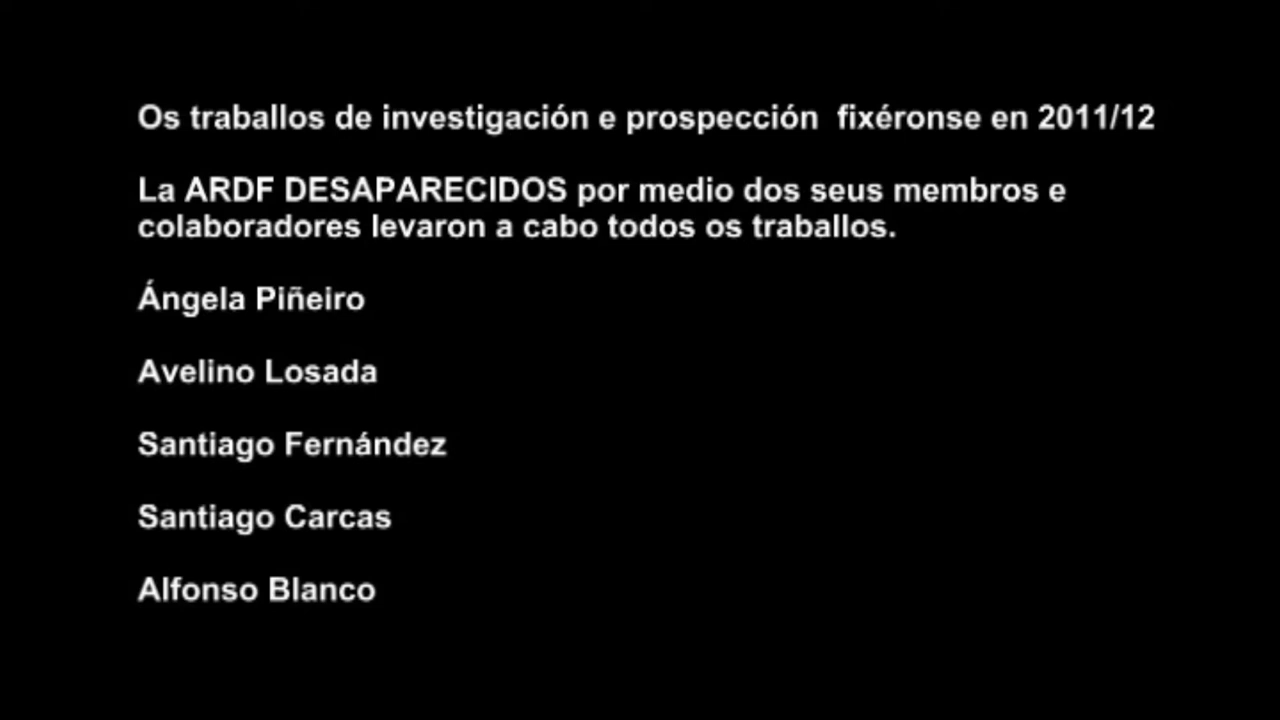 Os traballos de investigación e prospección  fixéronse en 2011/12
La ARDF DESAPARECIDOS por medio dos seus membros e
colaboradores levaron a cabo todos os traballos.
Ángela Piñeiro
Avelino Losada
Santiago Fernández
Santiago Carcas
Alfonso Blanco